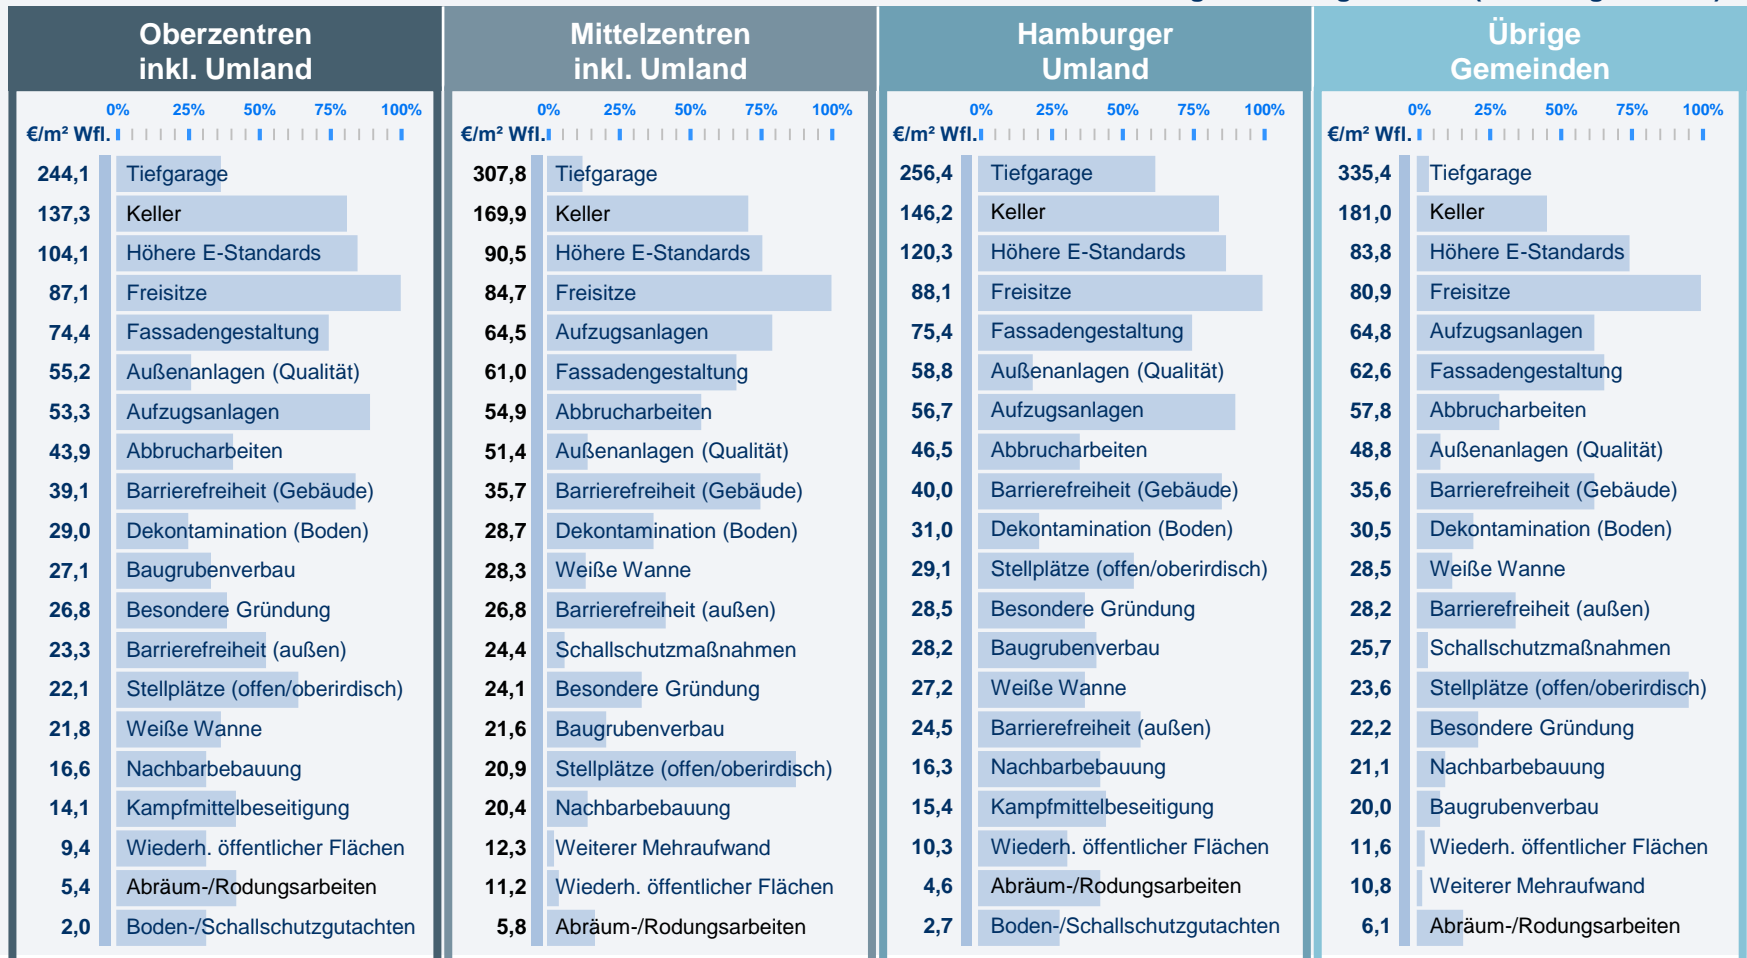 Oberzentren
inkl. Umland
0% 25% 50% 75% 100%
€/m² Wfl.
244,1 Tiefgarage
137,3 Keller
104,1 Höhere E-Standards
87,1 Freisitze
74,4 Fassadengestaltung
55,2 Außenanlagen (Qualität)
53,3 Aufzugsanlagen
43,9 Abbrucharbeiten
39,1 Barrierefreiheit (Gebäude)
29,0 Dekontamination (Boden)
27,1 Baugrubenverbau
26,8 Besondere Gründung
23,3 Barrierefreiheit (außen)
22,1 Stellplätze (offen/oberirdisch)
21,8 Weiße Wanne
16,6 Nachbarbebauung
14,1 Kampfmittelbeseitigung
9,4 Wiederh. öffentlicher Flächen
5,4 Abräum-/Rodungsarbeiten
2,0 Boden-/Schallschutzgutachten
Mittelzentren
inkl. Umland
0% 25% 50% 75% 100%
€/m² Wfl.
307,8 Tiefgarage
169,9 Keller
90,5 Höhere E-Standards
84,7 Freisitze
64,5 Aufzugsanlagen
61,0 Fassadengestaltung
54,9 Abbrucharbeiten
51,4 Außenanlagen (Qualität)
35,7 Barrierefreiheit (Gebäude)
28,7 Dekontamination (Boden)
28,3 Weiße Wanne
26,8 Barrierefreiheit (außen)
24,4 Schallschutzmaßnahmen
24,1 Besondere Gründung
21,6 Baugrubenverbau
20,9 Stellplätze (offen/oberirdisch)
20,4 Nachbarbebauung
12,3 Weiterer Mehraufwand
11,2 Wiederh. öffentlicher Flächen
5,8 Abräum-/Rodungsarbeiten
Hamburger
Umland
0% 25% 50% 75% 100%
€/m² Wfl.
256,4 Tiefgarage
146,2 Keller
120,3 Höhere E-Standards
88,1 Freisitze
75,4 Fassadengestaltung
58,8 Außenanlagen (Qualität)
56,7 Aufzugsanlagen
46,5 Abbrucharbeiten
40,0 Barrierefreiheit (Gebäude)
31,0 Dekontamination (Boden)
29,1 Stellplätze (offen/oberirdisch)
28,5 Besondere Gründung
28,2 Baugrubenverbau
27,2 Weiße Wanne
24,5 Barrierefreiheit (außen)
16,3 Nachbarbebauung
15,4 Kampfmittelbeseitigung
10,3 Wiederh. öffentlicher Flächen
4,6 Abräum-/Rodungsarbeiten
2,7 Boden-/Schallschutzgutachten
Übrige
Gemeinden
0% 25% 50% 75% 100%
€/m² Wfl.
335,4 Tiefgarage
181,0 Keller
83,8 Höhere E-Standards
80,9 Freisitze
64,8 Aufzugsanlagen
62,6 Fassadengestaltung
57,8 Abbrucharbeiten
48,8 Außenanlagen (Qualität)
35,6 Barrierefreiheit (Gebäude)
30,5 Dekontamination (Boden)
28,5 Weiße Wanne
28,2 Barrierefreiheit (außen)
25,7 Schallschutzmaßnahmen
23,6 Stellplätze (offen/oberirdisch)
22,2 Besondere Gründung
21,1 Nachbarbebauung
20,0 Baugrubenverbau
11,6 Wiederh. öffentlicher Flächen
10,8 Weiterer Mehraufwand
6,1 Abräum-/Rodungsarbeiten